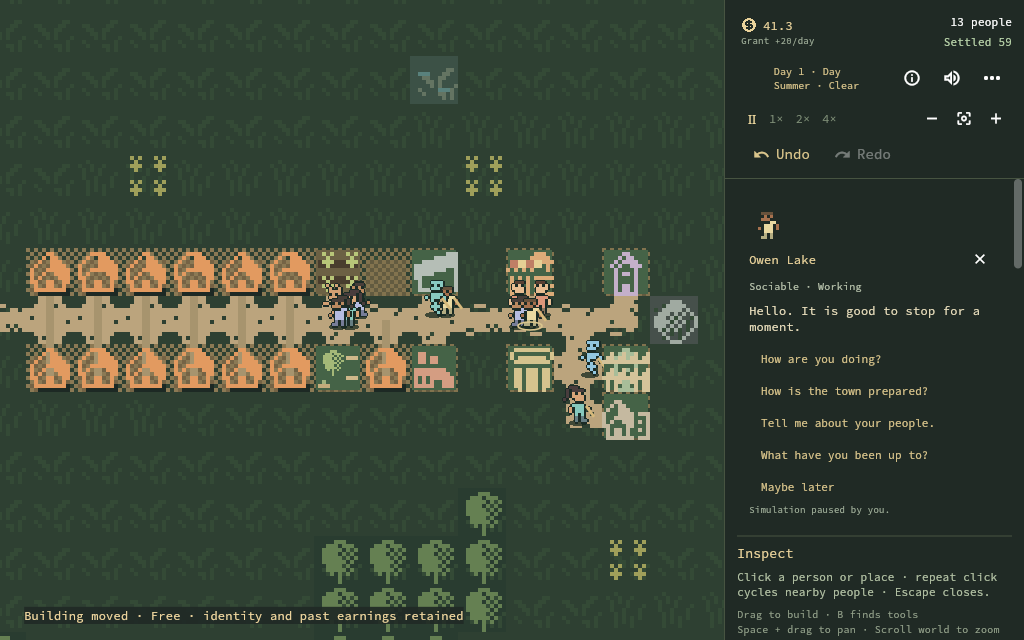 41.3
13 people
Grant +20/day
Settled 59
Day 1 · Day
Summer · Clear
1× 2× 4×
Undo
Redo
Owen Lake
Sociable · Working
Hello. It is good to stop for a
moment.
How are you doing?
How is the town prepared?
Tell me about your people.
What have you been up to?
Maybe later
Simulation paused by you.
Inspect
Click a person or place · repeat click
cycles nearby people · Escape closes.
Drag to build · B finds tools
Space + drag to pan · Scroll world to zoom
Building moved · Free · identity and past earnings retained